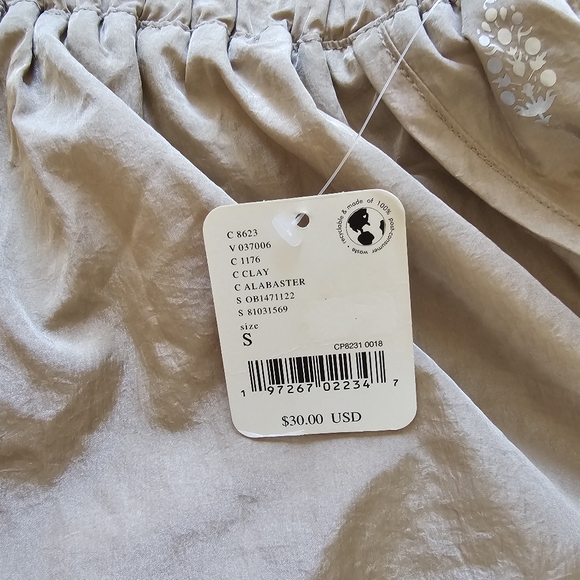 C 8623
V 037006
C 1176
C CLAY
C ALABASTER
S OB1471122
S 81031569
size
S
recyclable & made of 100% post-consumer waste •
CP8231 0018
1 97267 02234 7
$30.00 USD